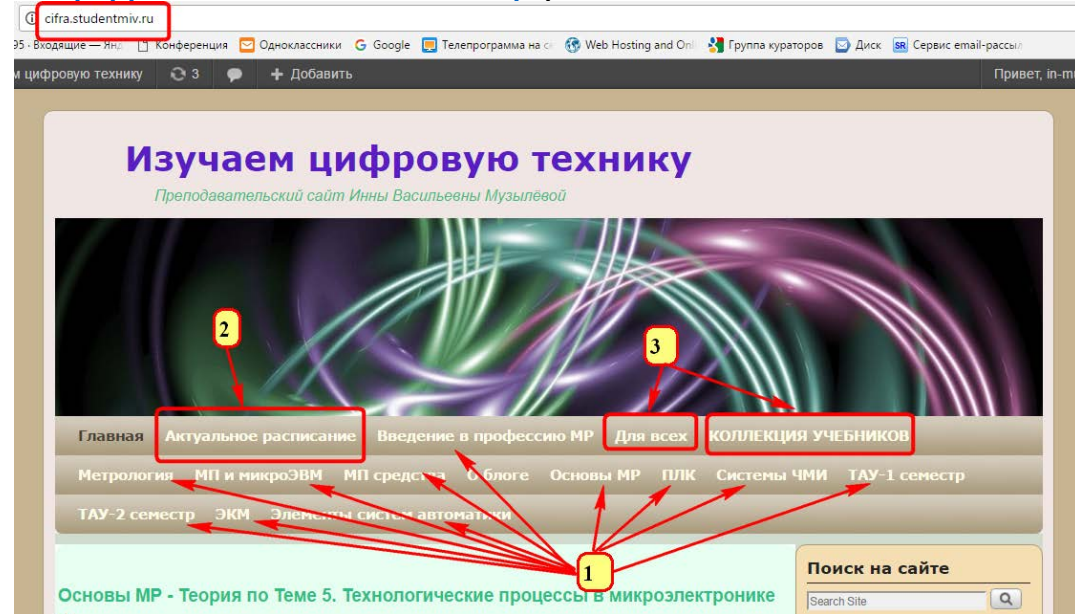 cifra.studentmiv.ru
Входящие — Янд Конференция Одноклассники Google Телепрограмма на Web Hosting and Onl Группа кураторов Диск SR Сервис email-рассыл
цифровую технику 3 + Добавить Привет, in-mu
Изучаем цифровую технику
Преподавательский сайт Инны Васильевны Музылёвой
2
3
Главная Актуальное расписание Введение в профессию МР Для всех КОЛЛЕКЦИЯ УЧЕБНИКОВ
Метрология МП и микроЭВМ МП средства О блоге Основы МР ПЛК Системы ЧМИ ТАУ-1 семестр
ТАУ-2 семестр ЭКМ Элементы систем автоматики
1
Поиск на сайте
Основы МР - Теория по Теме 5. Технологические процессы в микроэлектронике
Search Site